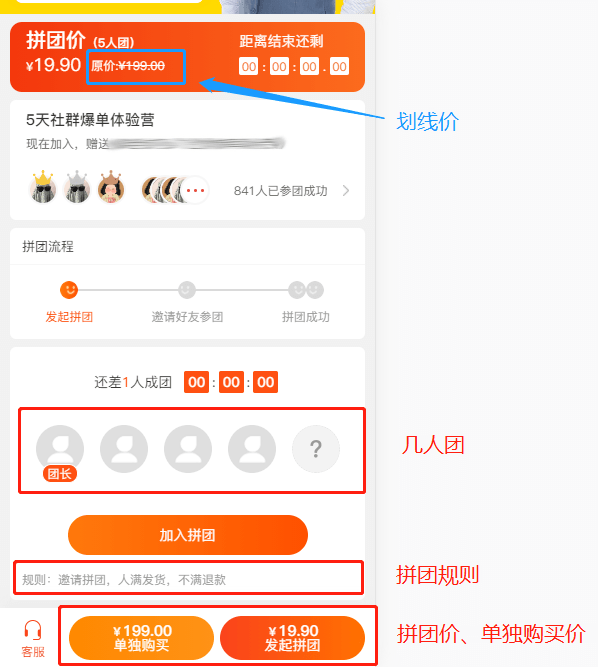 拼团价 (5人团)
距离结束还剩
¥19.90 原价:¥199.00
00 : 00 : 00 . 00
划线价
5天社群爆单体验营
现在加入，赠送
841人已参团成功
拼团流程
发起拼团 邀请好友参团 拼团成功
还差1人成团 00 : 00 : 00
?
团长
几人团
加入拼团
规则：邀请拼团，人满发货，不满退款
拼团规则
客服
¥199.00
单独购买
¥19.90
发起拼团
拼团价、单独购买价